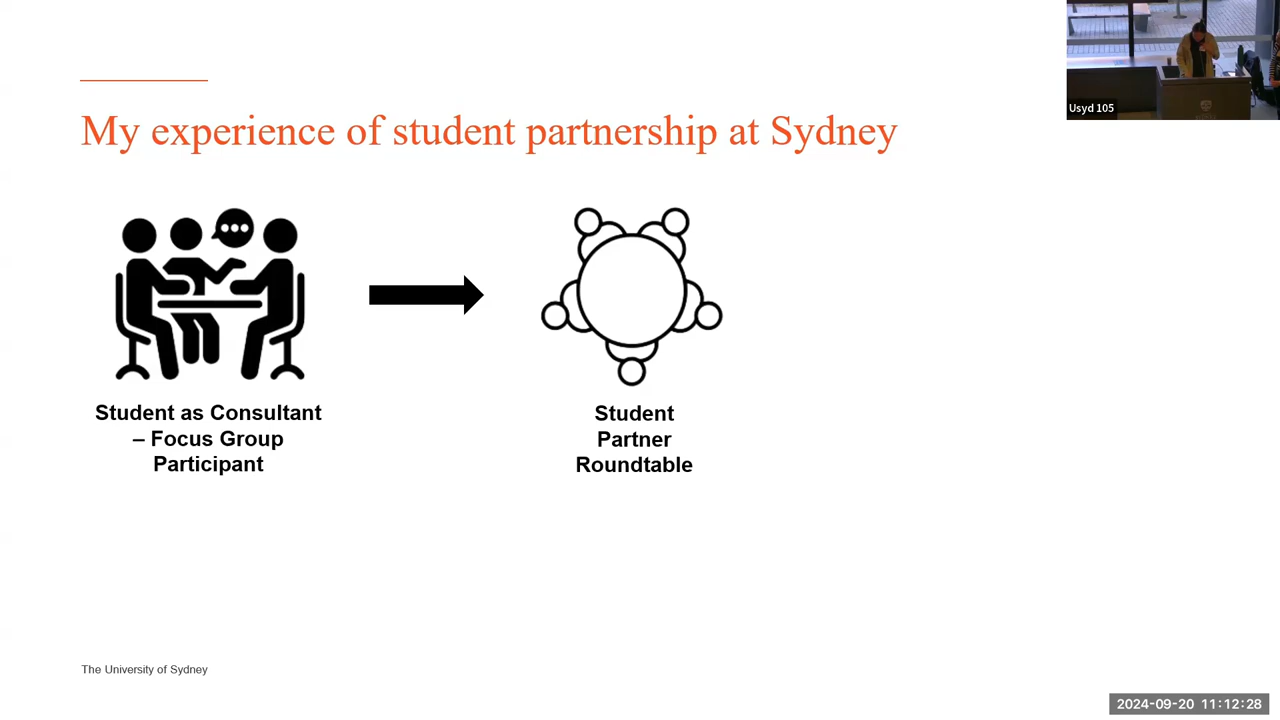 Usyd 105
My experience of student partnership at Sydney
Student as Consultant
– Focus Group
Participant
Student
Partner
Roundtable
The University of Sydney
2024-09-20 11:12:28